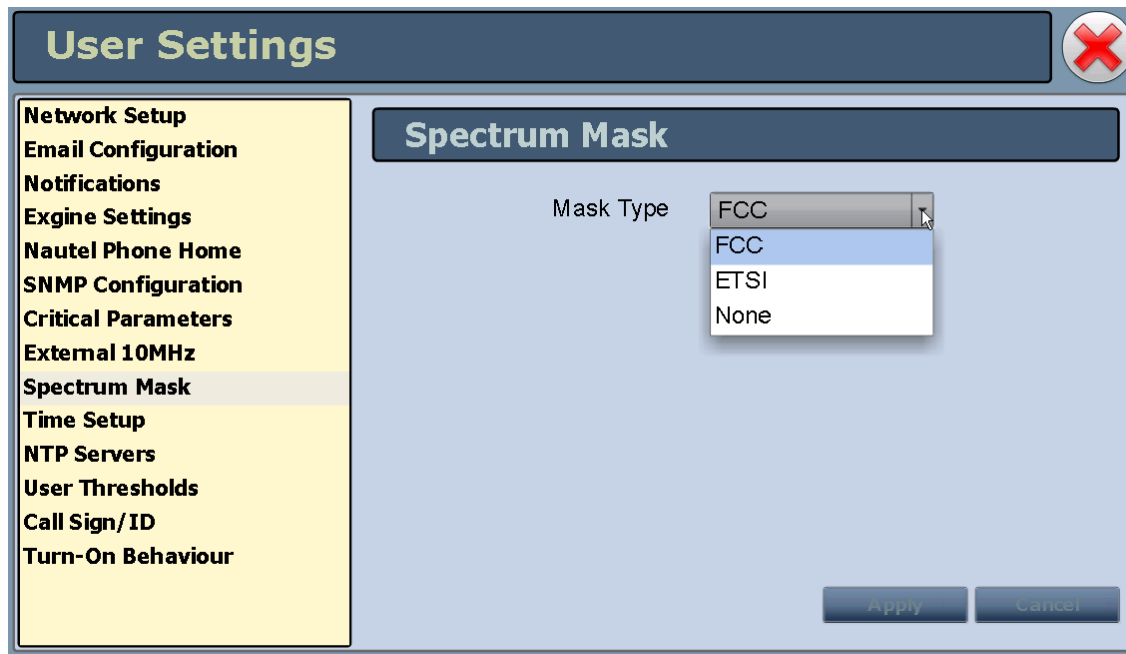 User Settings
Network Setup
Email Configuration
Notifications
Exgine Settings
Nautel Phone Home
SNMP Configuration
Critical Parameters
External 10MHz
Spectrum Mask
Time Setup
NTP Servers
User Thresholds
Call Sign/ID
Turn-On Behaviour
Spectrum Mask
Mask Type FCC
FCC
ETSI
None
Apply Cancel